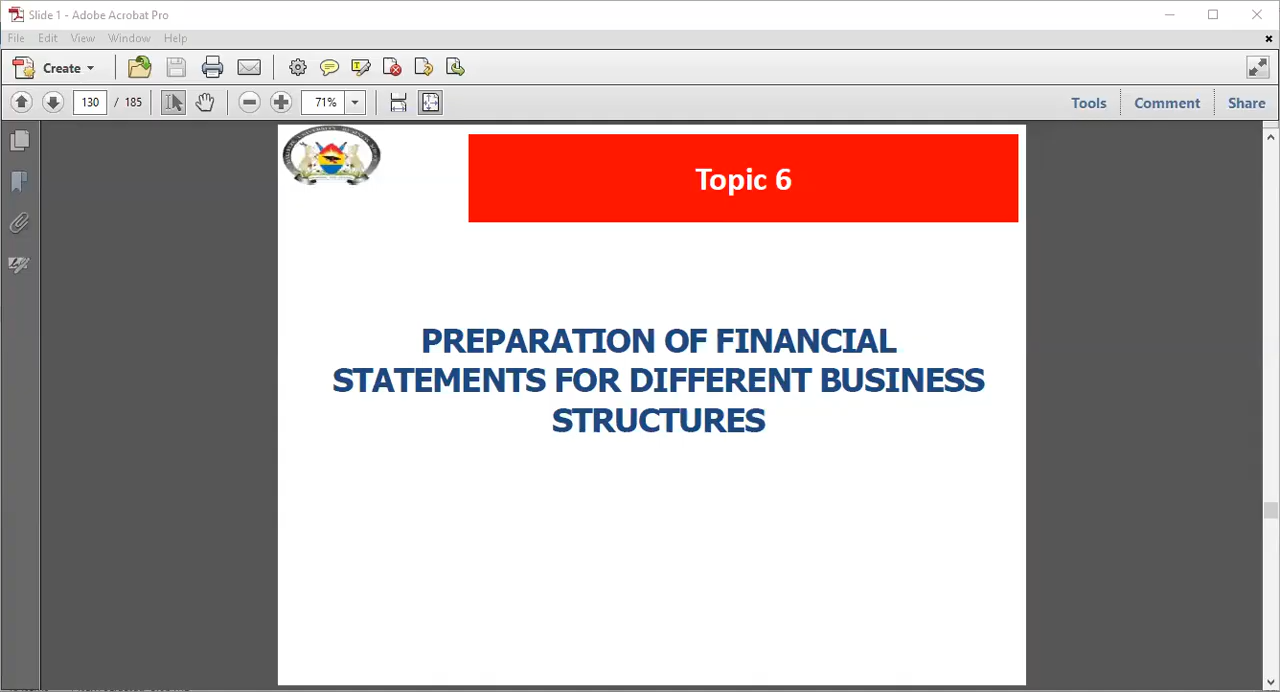 Slide 1 - Adobe Acrobat Pro
File Edit View Window Help
Create
130 / 185 71% Tools Comment Share
Topic 6
PREPARATION OF FINANCIAL
STATEMENTS FOR DIFFERENT BUSINESS
STRUCTURES